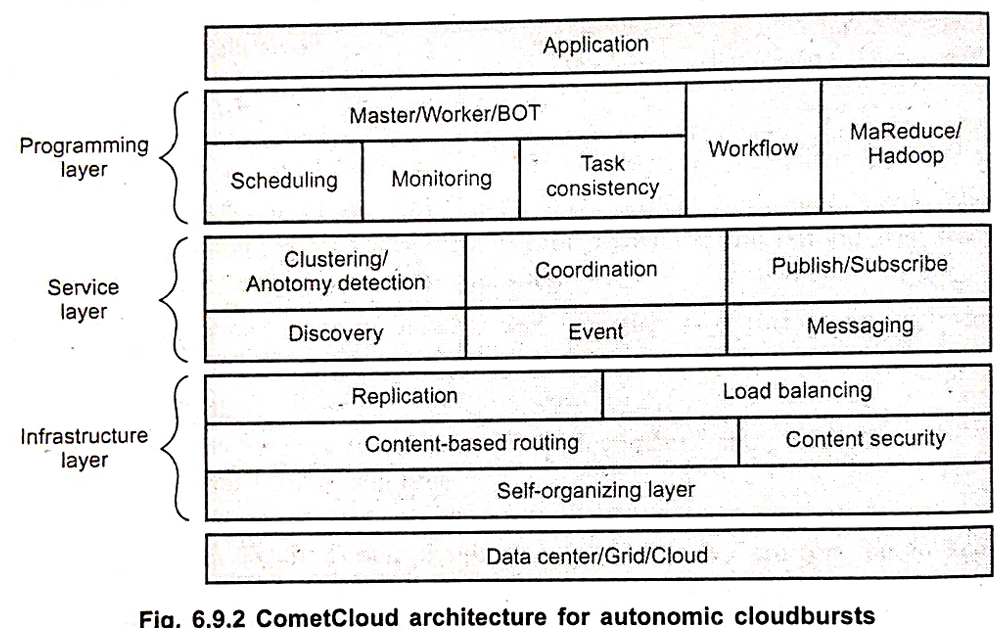 Application
Programming
layer
Master/Worker/BOT
Scheduling
Monitoring
Task
consistency
Workflow
MaReduce/
Hadoop
Service
layer
Clustering/
Anotomy detection
Coordination
Publish/Subscribe
Discovery
Event
Messaging
Infrastructure
layer
Replication
Load balancing
Content-based routing
Content security
Self-organizing layer
Data center/Grid/Cloud
Fig. 6.9.2 CometCloud architecture for autonomic cloudbursts